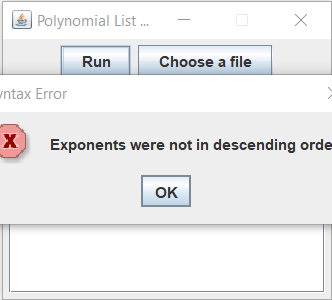 Polynomial List ...
Run Choose a file
yntax Error
Exponents were not in descending orde
OK